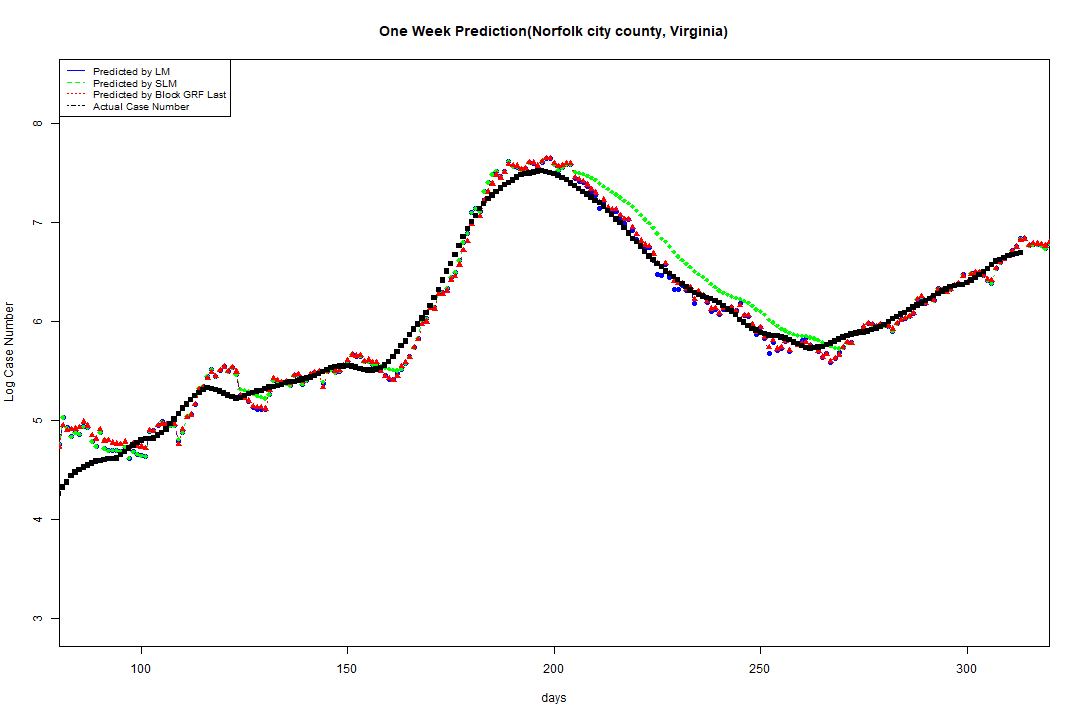 One Week Prediction(Norfolk city county, Virginia)
Predicted by LM
Predicted by SLM
Predicted by Block GRF Last
Actual Case Number
Log Case Number
8
7
6
5
4
3
100 150 200 250 300
days